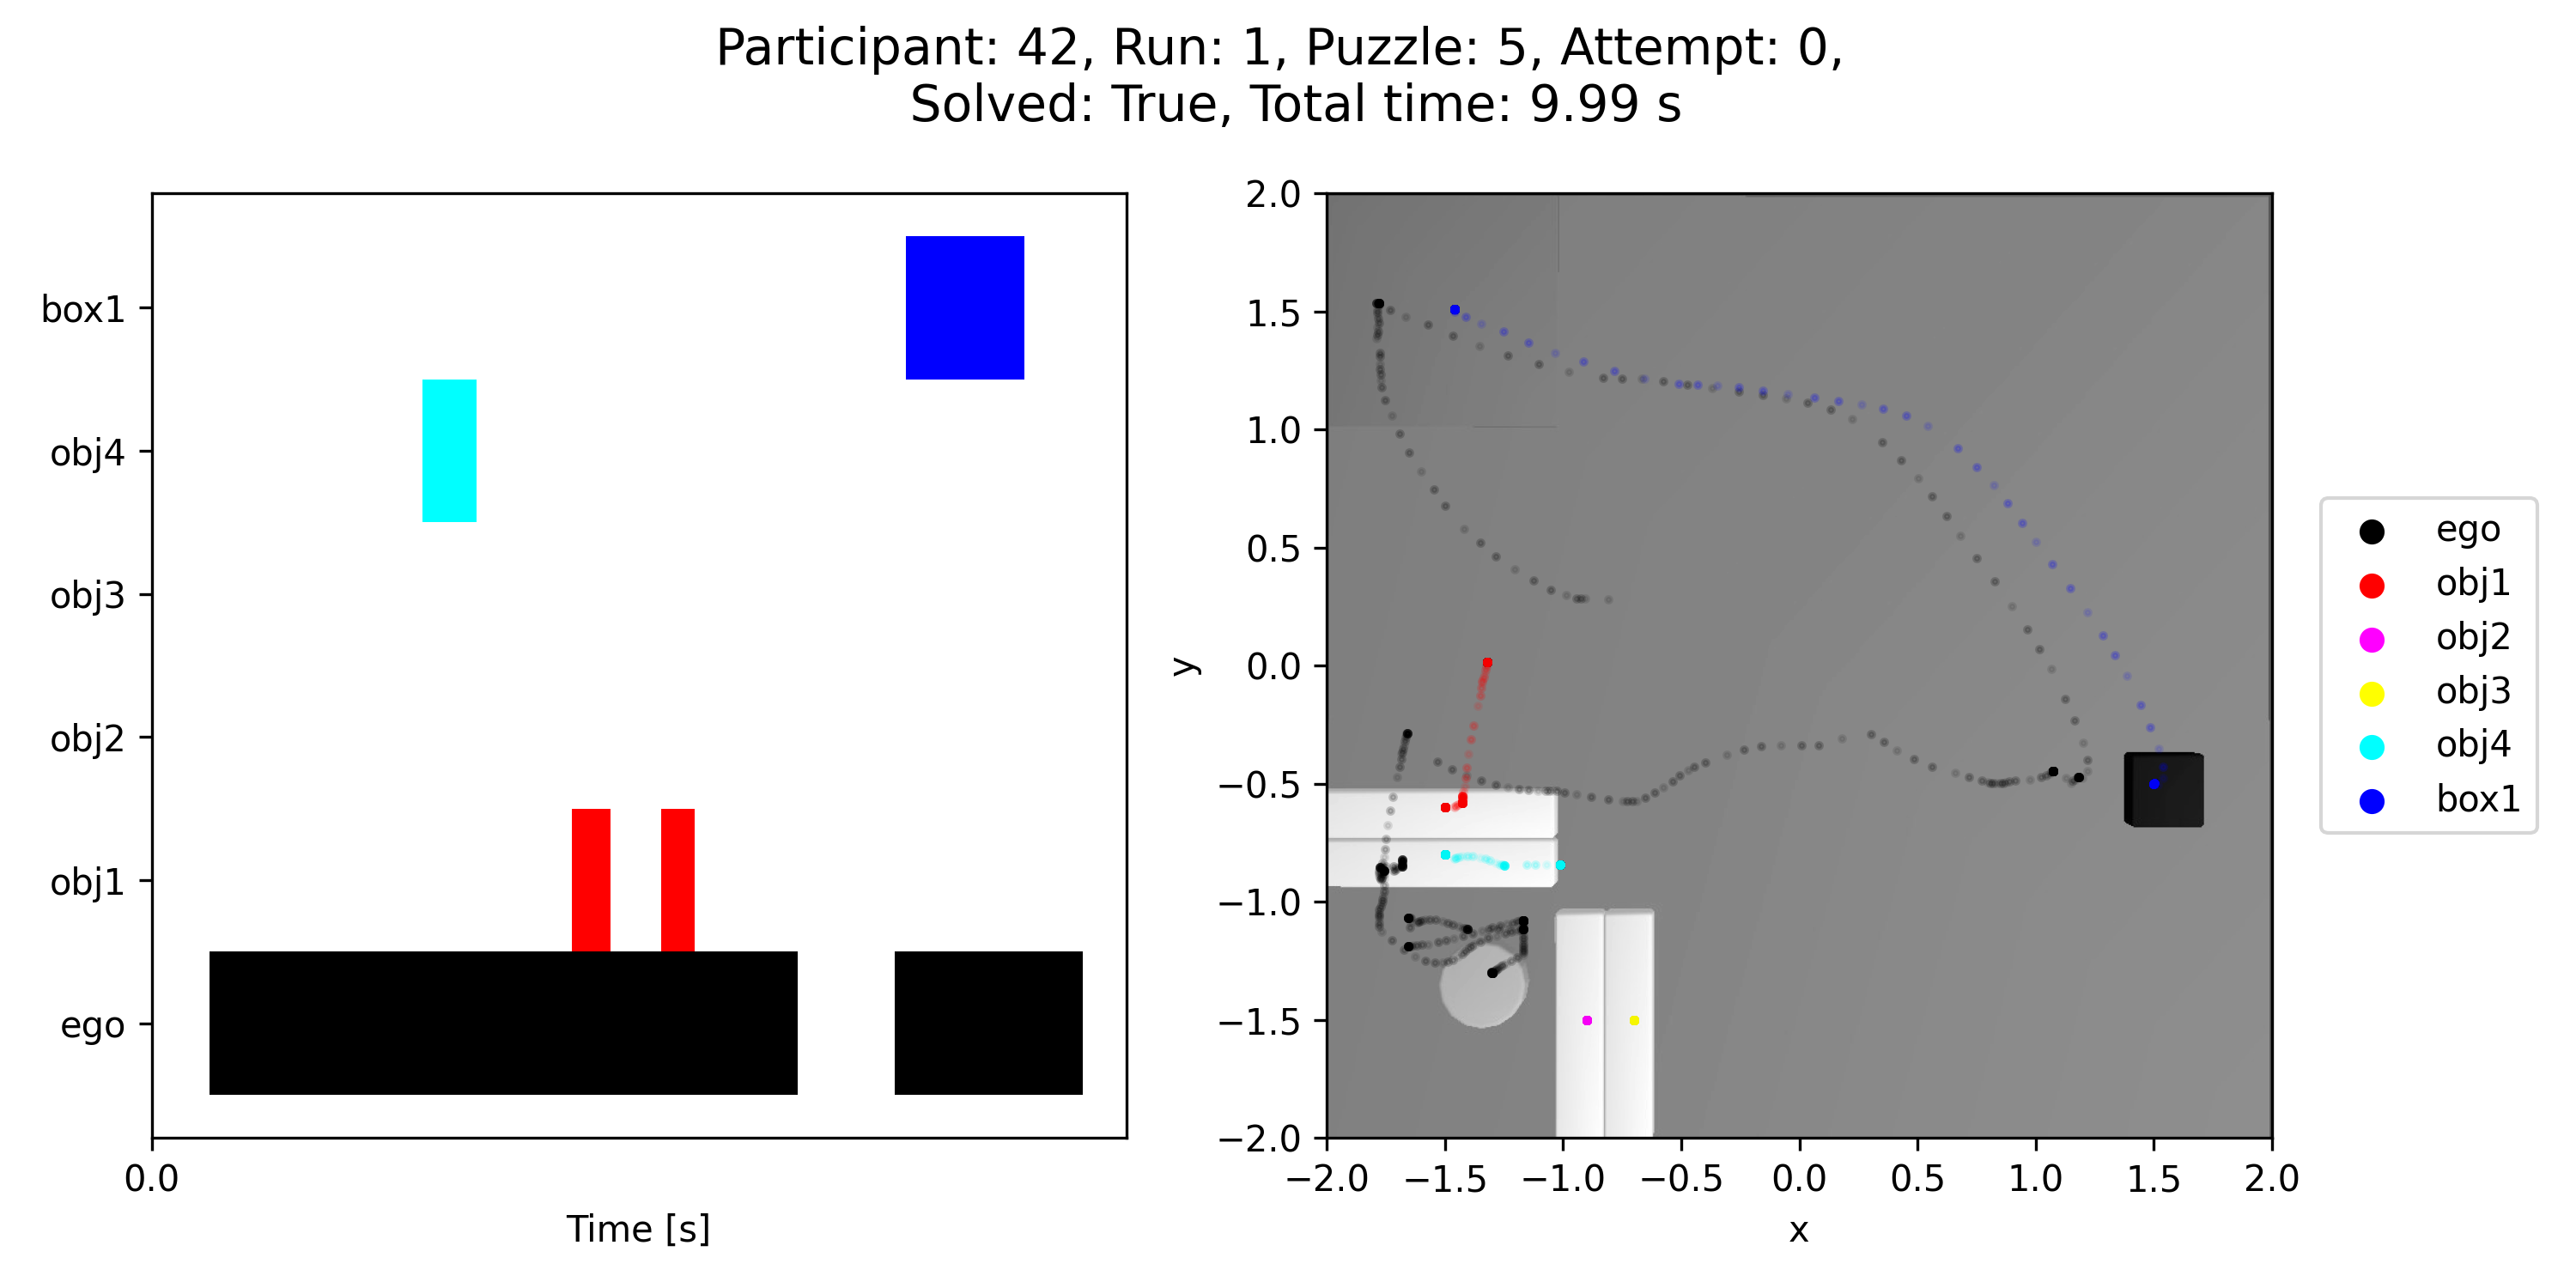 Participant: 42, Run: 1, Puzzle: 5, Attempt: 0,
Solved: True, Total time: 9.99 s
box1
obj4
obj3
obj2
obj1
ego
0.0
Time [s]
2.0
1.5
1.0
0.5
0.0
−0.5
−1.0
−1.5
−2.0
y
−2.0 −1.5 −1.0 −0.5 0.0 0.5 1.0 1.5 2.0
x
ego
obj1
obj2
obj3
obj4
box1